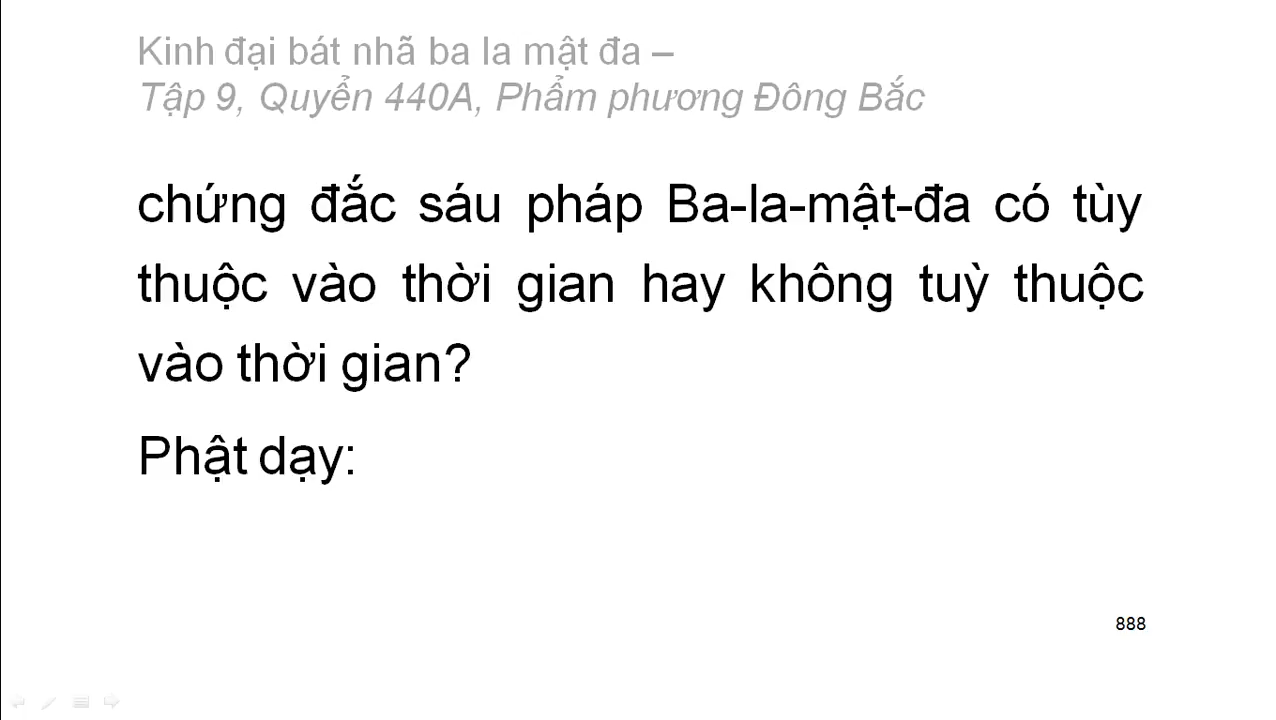 Kinh đại bát nhã ba la mật đa –
Tập 9, Quyển 440A, Phẩm phương Đông Bắc
chứng đắc sáu pháp Ba-la-mật-đa có tùy
thuộc vào thời gian hay không tuỳ thuộc
vào thời gian?
Phật dạy:
888